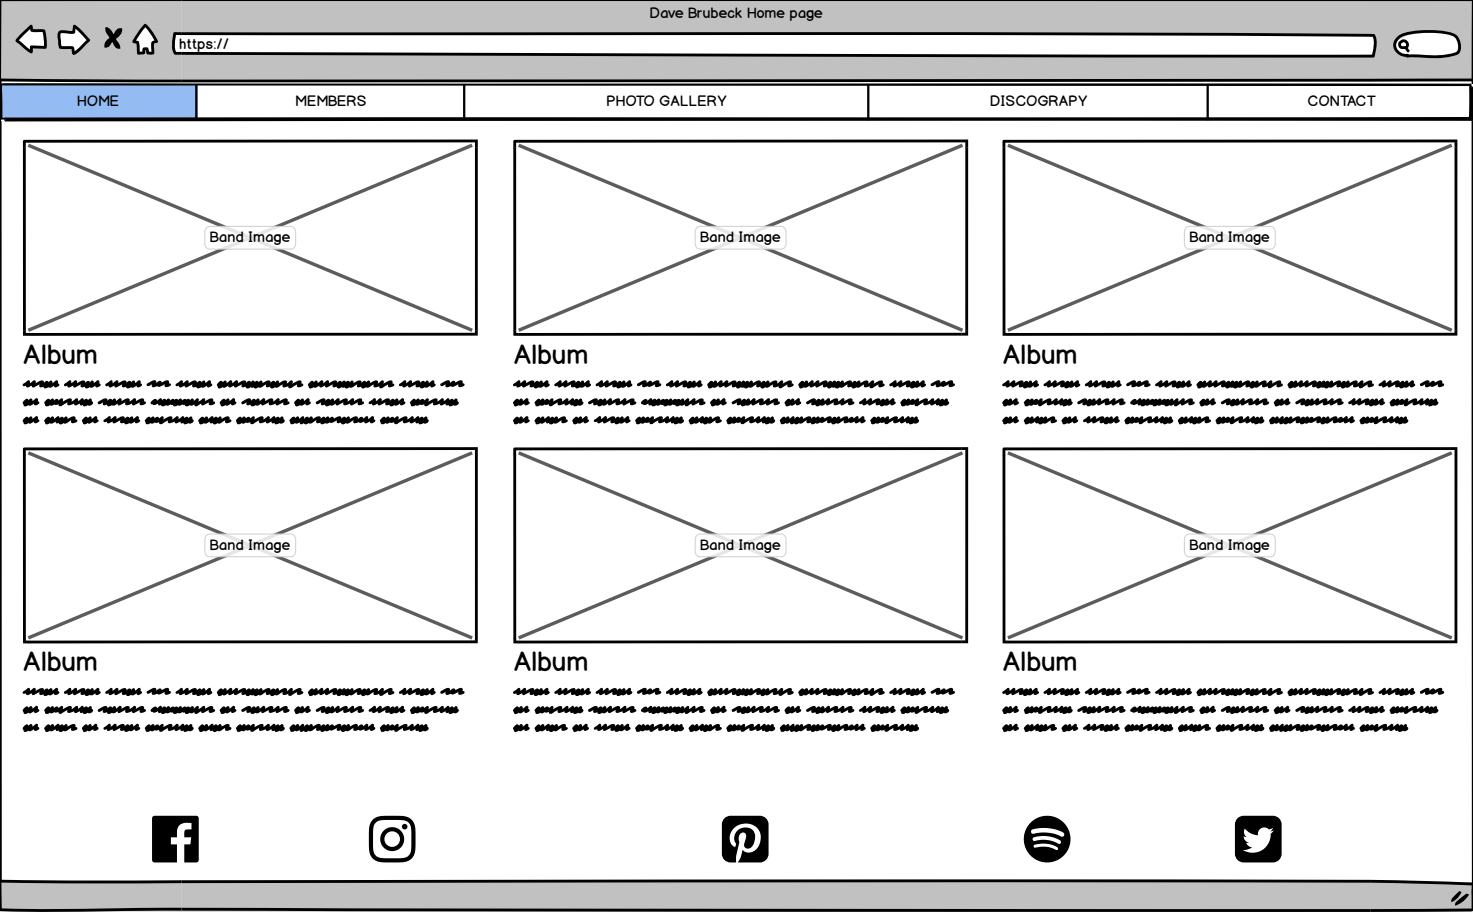 Dave Brubeck Home page
https://
HOME MEMBERS PHOTO GALLERY DISCOGRAPY CONTACT
Band Image Band Image Band Image
Album Album Album
Band Image Band Image Band Image
Album Album Album